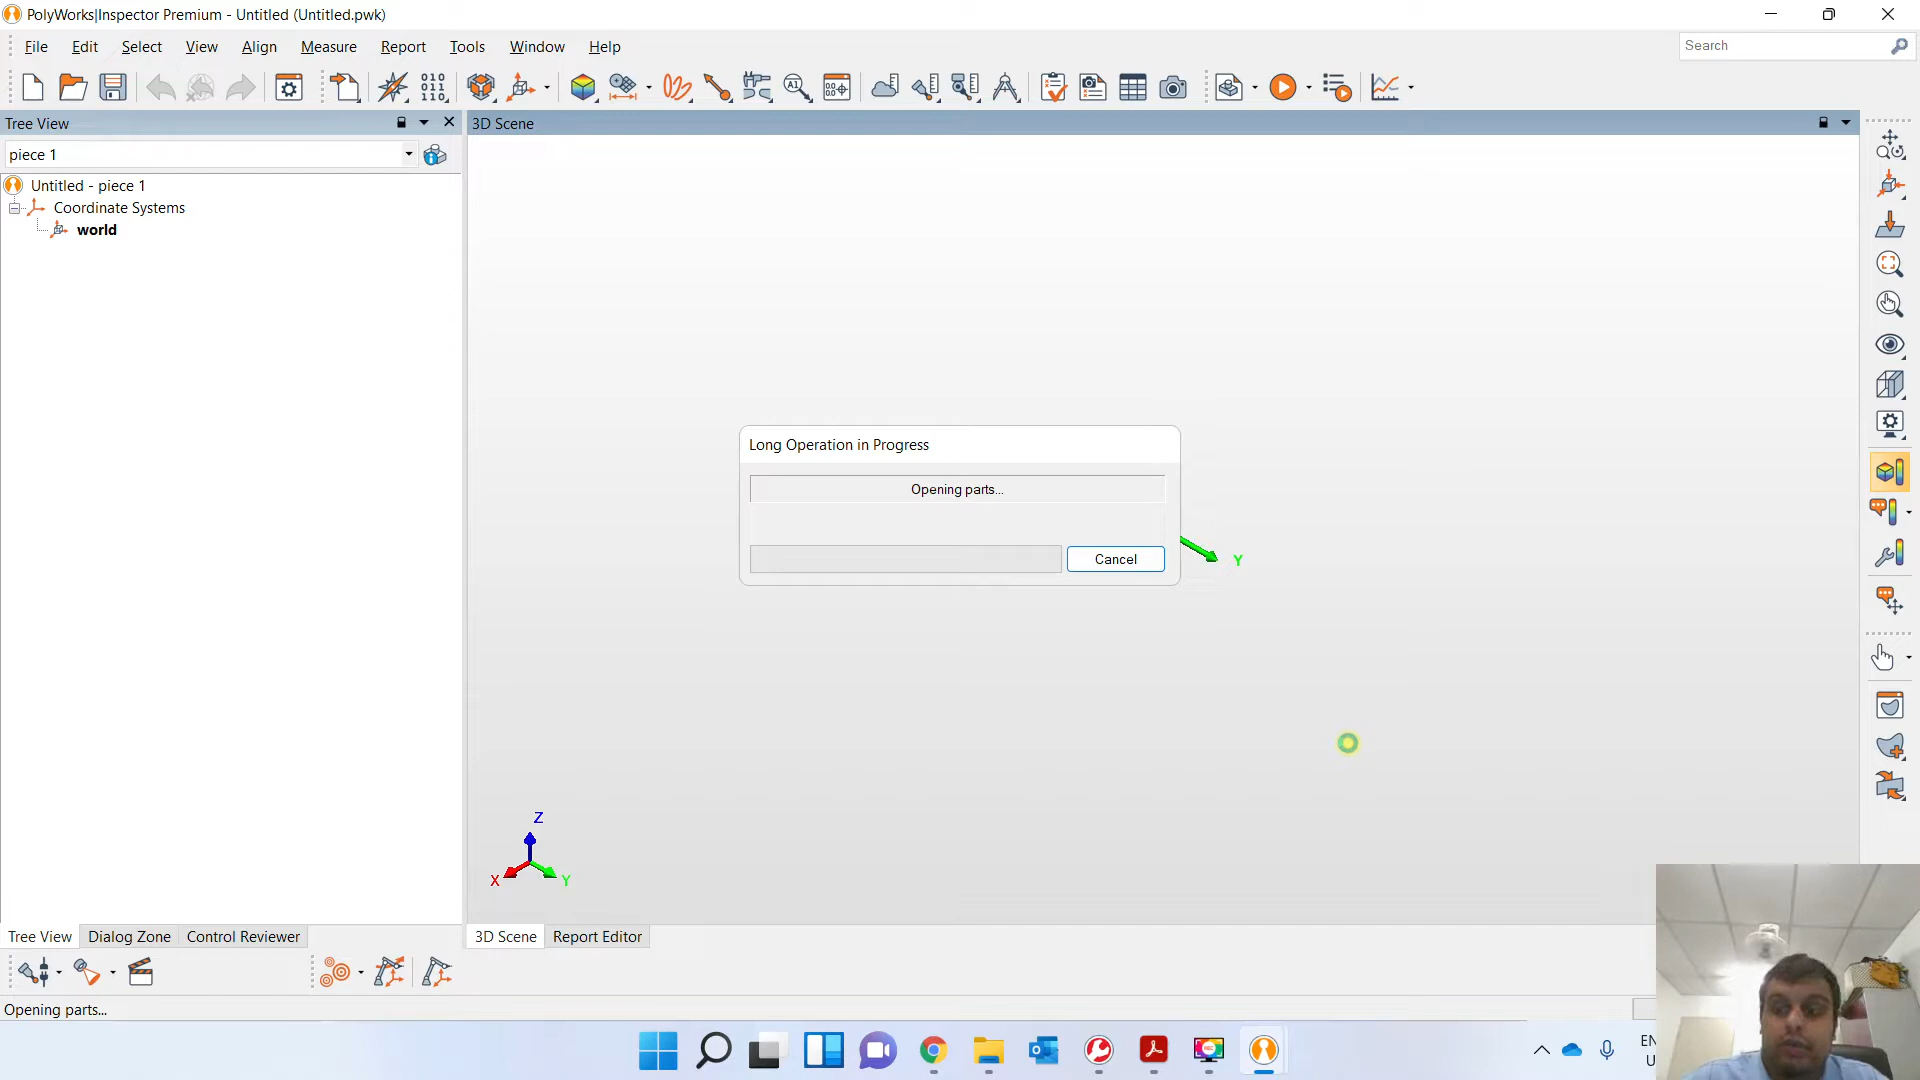 PolyWorks|Inspector Premium - Untitled (Untitled.pwk)
File Edit Select View Align Measure Report Tools Window Help
Search
Tree View
3D Scene
piece 1
Untitled - piece 1
Coordinate Systems
world
Long Operation in Progress
Opening parts...
Cancel
Y
Z
X
Y
Tree View Dialog Zone Control Reviewer
3D Scene Report Editor
Opening parts...